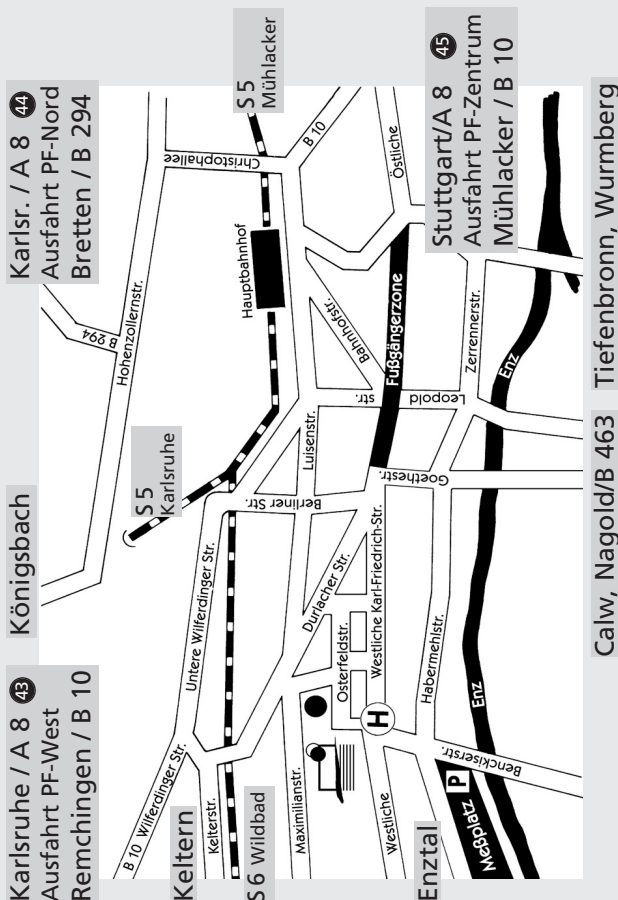 Karlsruhe / A 8 43
Ausfahrt PF-West
Remchingen / B 10
Königsbach
Karlsr. / A 8 44
Ausfahrt PF-Nord
Bretten / B 294
B 294
Hohenzollernstr.
Christophallee
S 5
Mühlacker
S 5
Karlsruhe
Hauptbahnhof
B 10
B 10 Wilferdinger Str.
Untere Wilferdinger Str.
Kelterstr.
Keltern
S 6 Wildbad
Berliner Str.
Luisenstr.
Bahnhofstr.
Leopold
str.
Fußgängerzone
Östliche
Stuttgart/A 8 45
Ausfahrt PF-Zentrum
Mühlacker / B 10
Maximilianstr.
Durlacher Str.
Osterfeldstr.
Westliche Karl-Friedrich-Str.
Westliche
H
Goethestr.
Zerrennerstr.
Habermehlstr.
Enztal
Benckiserstr.
Meßplatz
P
Enz
Enz
Calw, Nagold/B 463
Tiefenbronn, Wurmberg